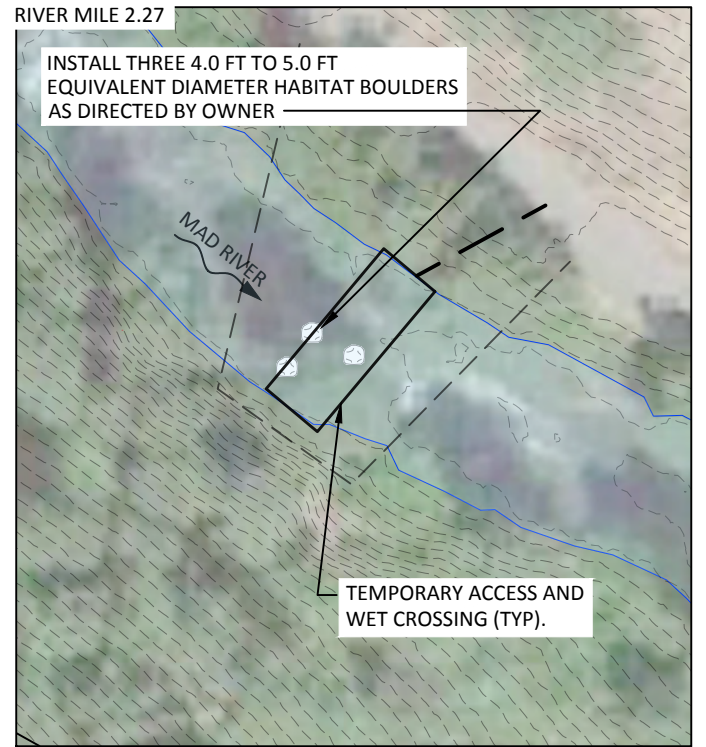 RIVER MILE 2.27
INSTALL THREE 4.0 FT TO 5.0 FT
EQUIVALENT DIAMETER HABITAT BOULDERS
AS DIRECTED BY OWNER
MAD RIVER
TEMPORARY ACCESS AND
WET CROSSING (TYP).